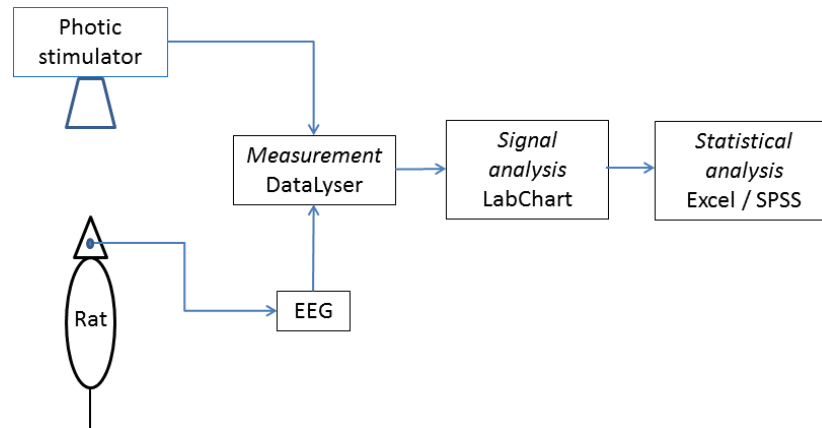 Photic
stimulator
Measurement
DataLyser
Signal
analysis
LabChart
Statistical
analysis
Excel / SPSS
EEG
Rat